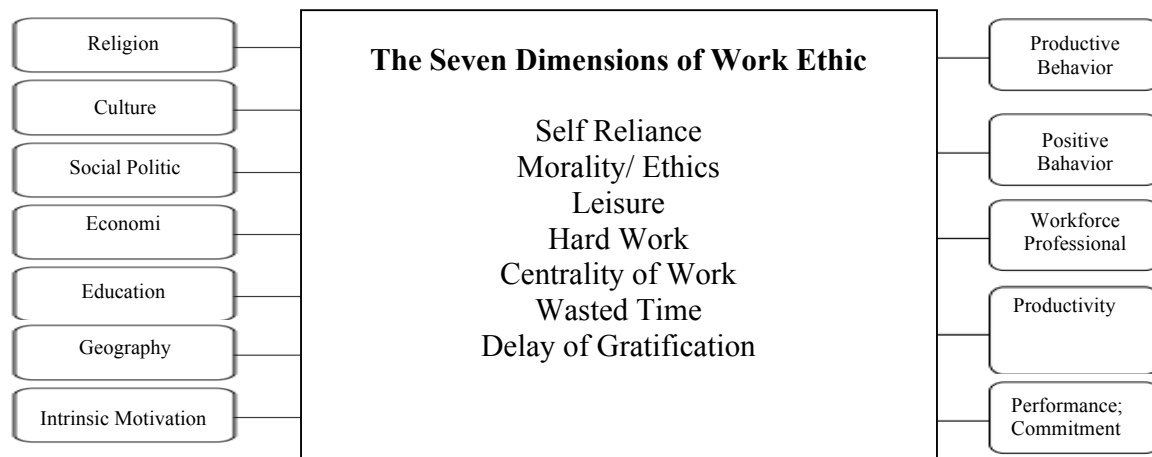 Religion
Culture
Social Politic
Economi
Education
Geography
Intrinsic Motivation
The Seven Dimensions of Work Ethic
Self Reliance
Morality/ Ethics
Leisure
Hard Work
Centrality of Work
Wasted Time
Delay of Gratification
Productive
Behavior
Positive
Bahavior
Workforce
Professional
Productivity
Performance;
Commitment